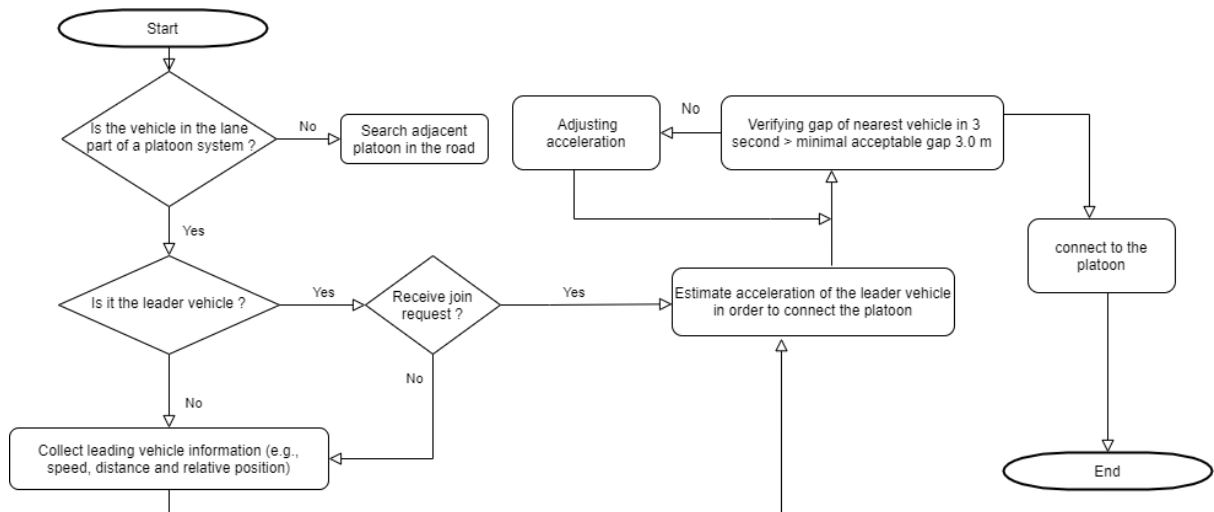 Start
Is the vehicle in the lane
part of a platoon system ?
No
Search adjacent
platoon in the road
Adjusting
acceleration
No
Verifying gap of nearest vehicle in 3
second > minimal acceptable gap 3.0 m
Yes
connect to the
platoon
Is it the leader vehicle ?
Yes
Receive join
request ?
Yes
Estimate acceleration of the leader vehicle
in order to connect the platoon
No
No
Collect leading vehicle information (e.g.,
speed, distance and relative position)
End